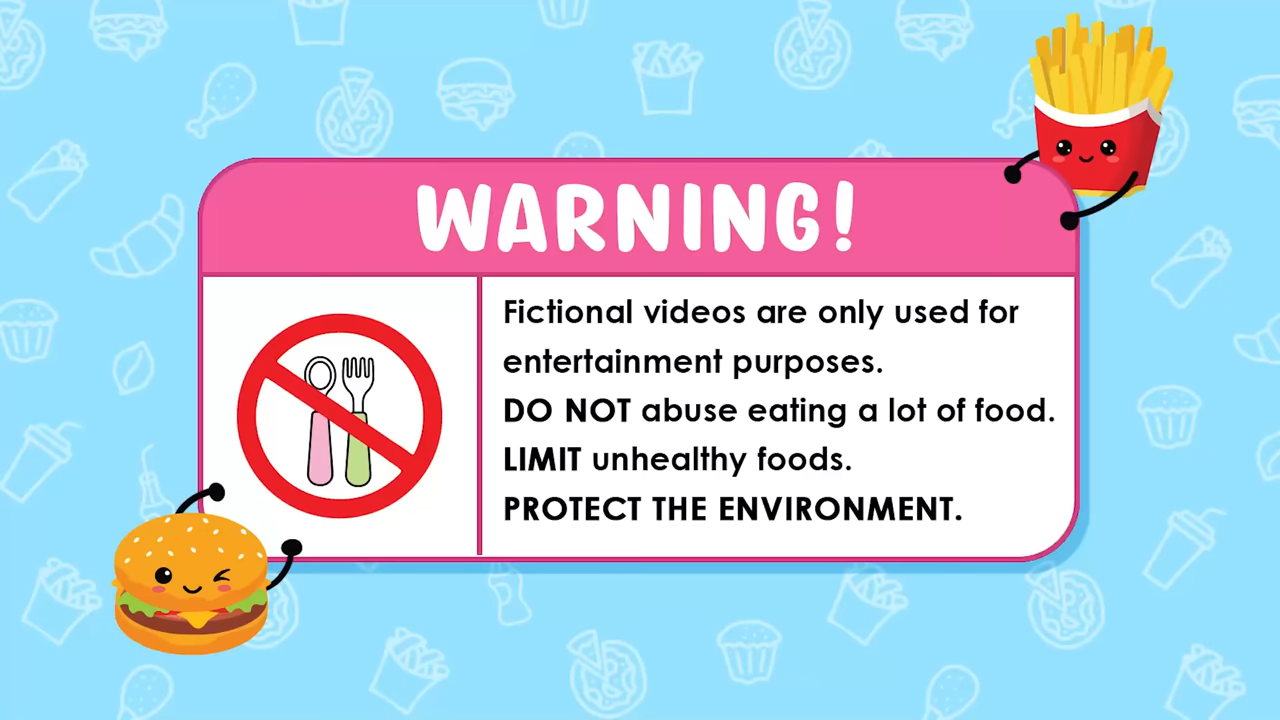 WARNING!
Fictional videos are only used for
entertainment purposes.
DO NOT abuse eating a lot of food.
LIMIT unhealthy foods.
PROTECT THE ENVIRONMENT.